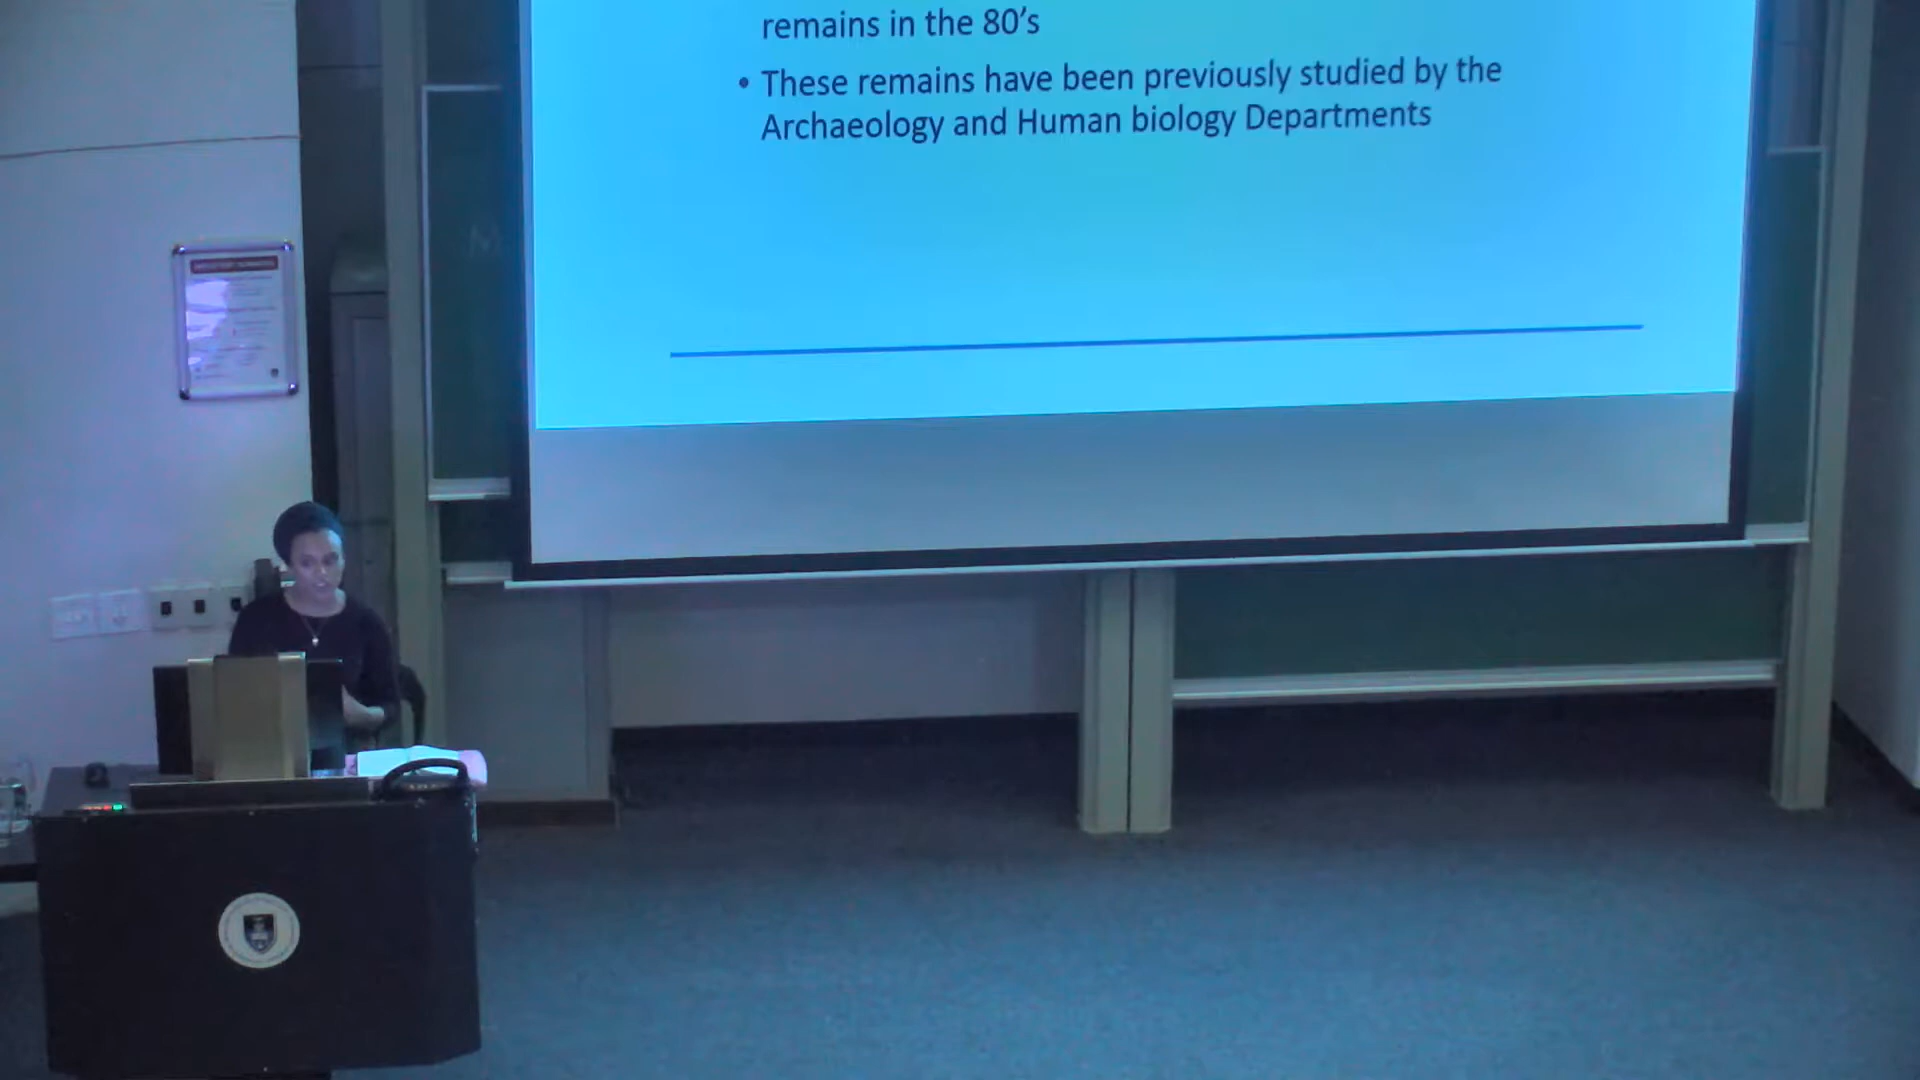 remains in the 80’s
• These remains have been previously studied by the
Archaeology and Human biology Departments